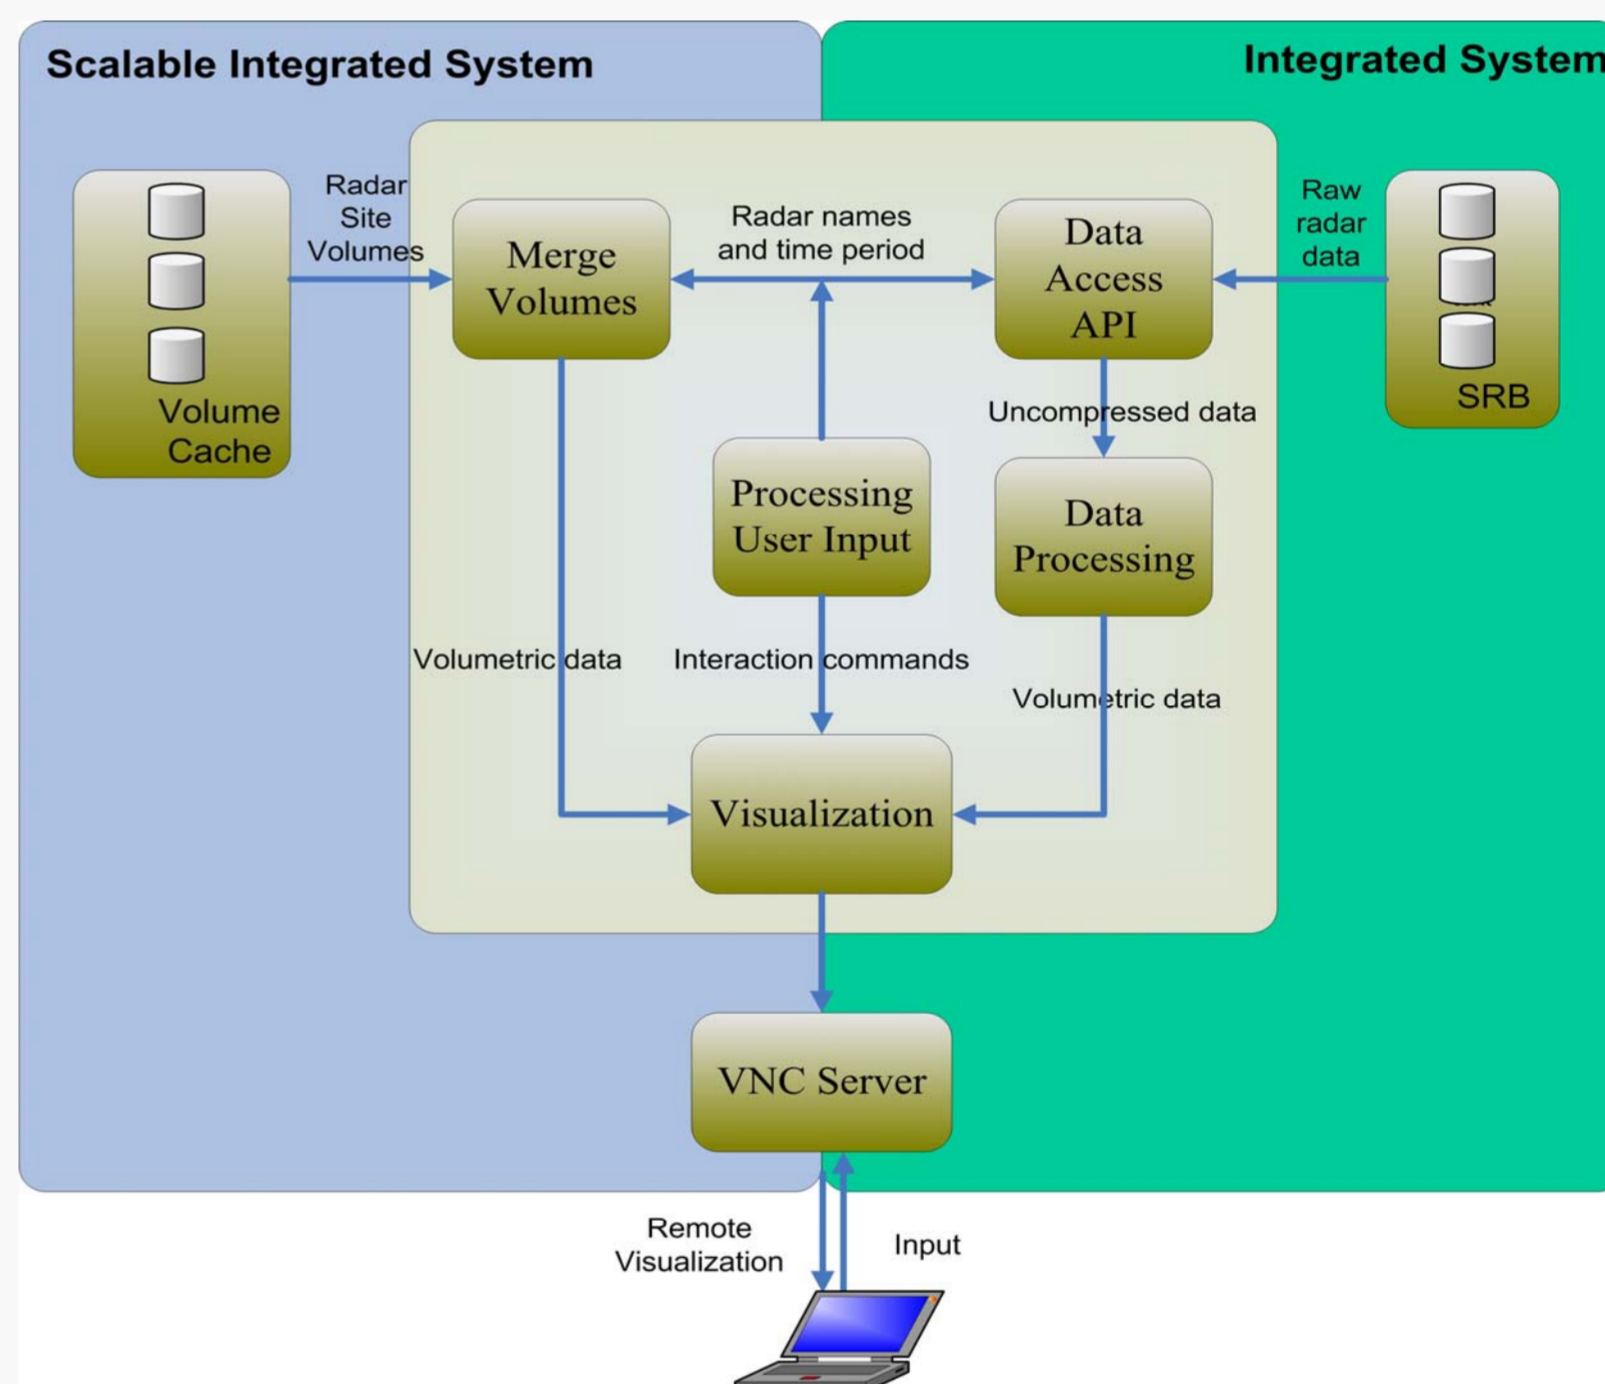 Scalable Integrated System
Integrated System
Radar
Site
Volumes
Merge
Volumes
Radar names
and time period
Data
Access
API
Raw
radar
data
Volume
Cache
SRB
Uncompressed data
Processing
User Input
Data
Processing
Volumetric data
Interaction commands
Volumetric data
Visualization
VNC Server
Remote
Visualization
Input